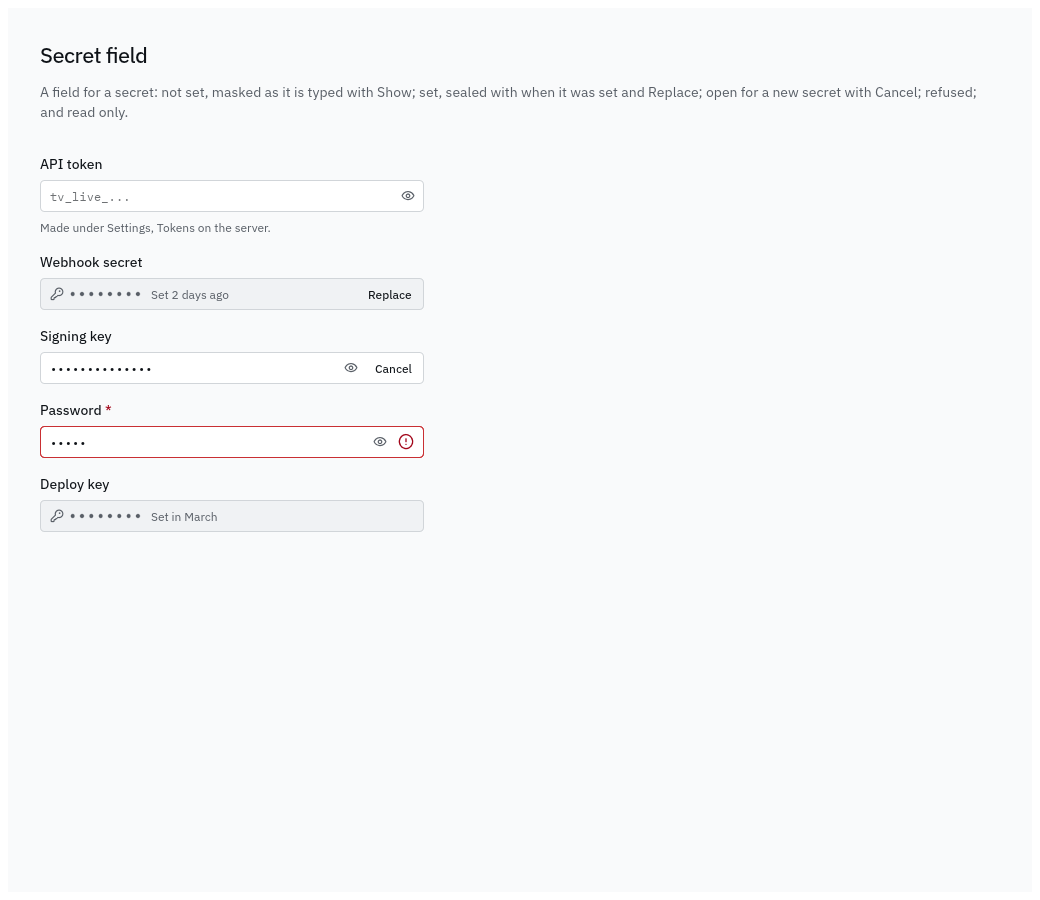 Secret field
A field for a secret: not set, masked as it is typed with Show; set, sealed with when it was set and Replace; open for a new secret with Cancel; refused;
and read only.
API token
tv_live_...
Made under Settings, Tokens on the server.
Webhook secret
•••••••• Set 2 days ago Replace
Signing key
•••••••••••••• Cancel
Password *
•••••
Deploy key
•••••••• Set in March